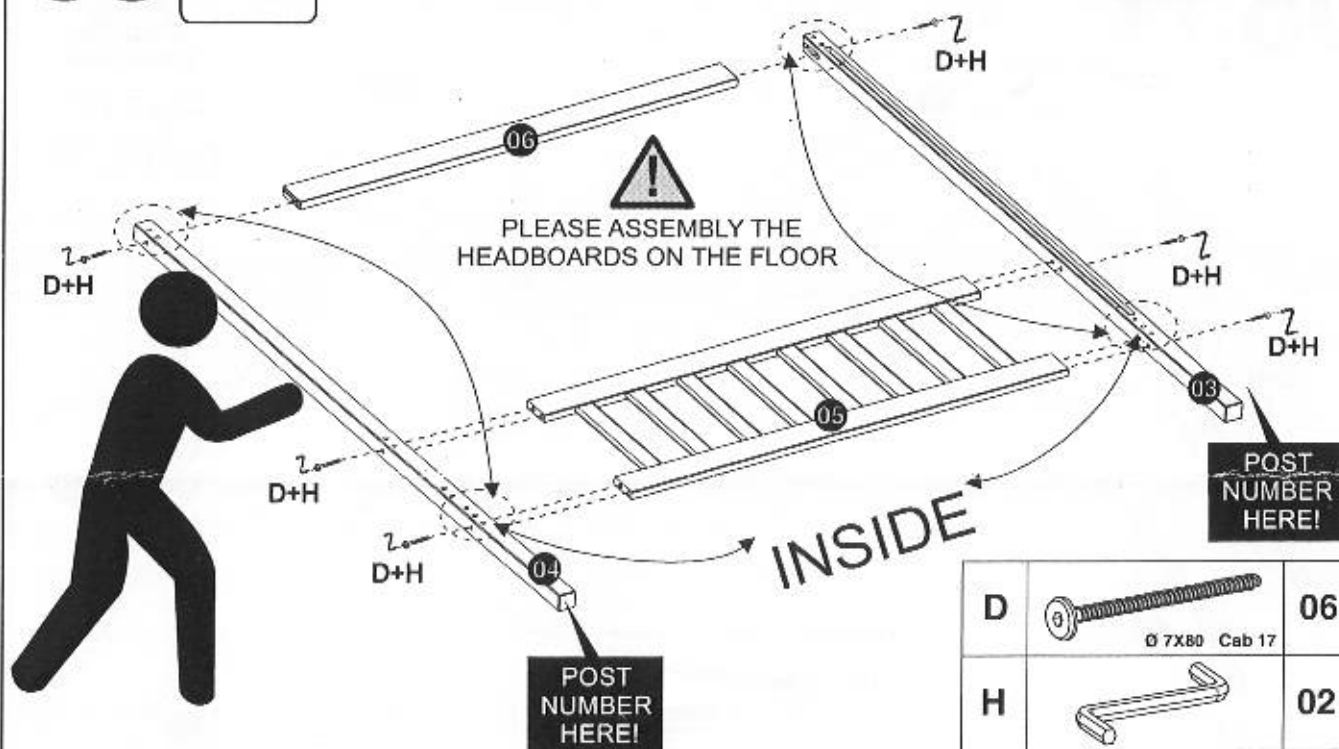 D+H
06
PLEASE ASSEMBLY THE
HEADBOARDS ON THE FLOOR
D+H
D+H
D+H
05
03
POST
NUMBER
HERE!
D+H
INSIDE
D+H
04
POST
NUMBER
HERE!
D
Ø 7X80 Cab 17
06
H
02